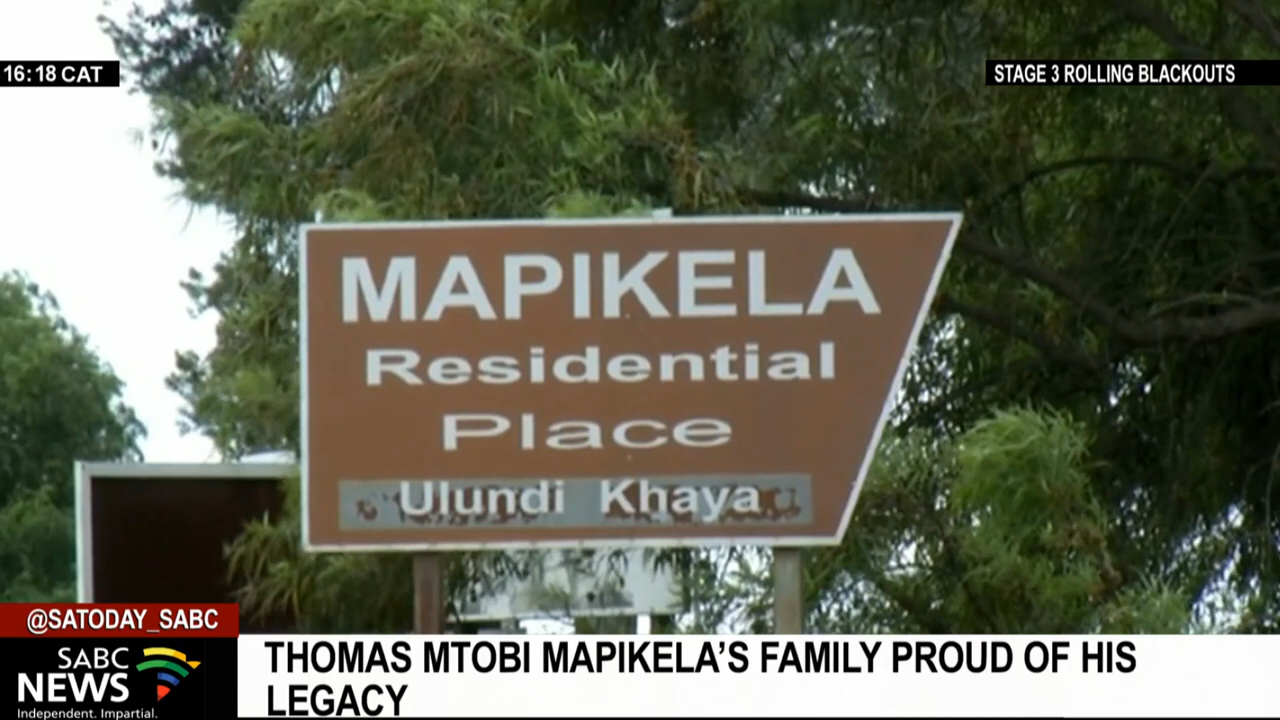 16:18 CAT
STAGE 3 ROLLING BLACKOUTS
MAPIKELA
Residential
Place
Ulundi Khaya
@SATODAY_SABC
SABC
NEWS
Independent. Impartial.
THOMAS MTOBI MAPIKELA’S FAMILY PROUD OF HIS
LEGACY